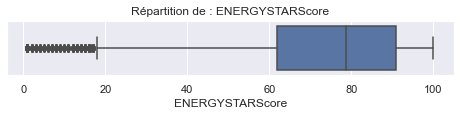 Répartition de : ENERGYSTARScore
0 20 40 60 80 100
ENERGYSTARScore